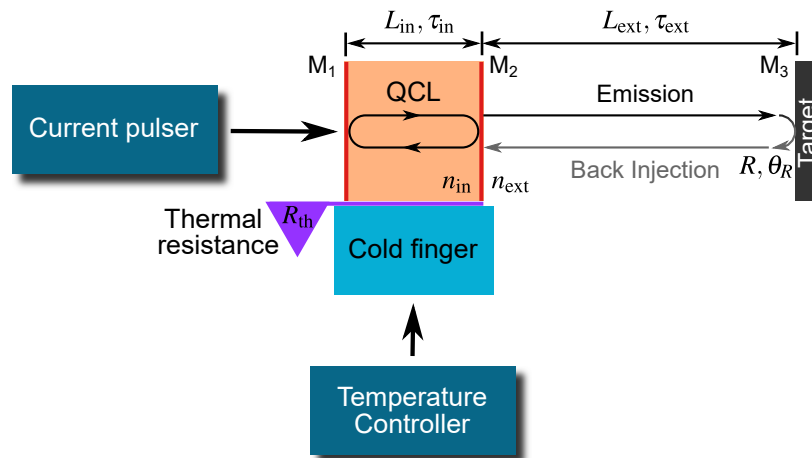 L_in, τ_in
L_ext, τ_ext
M₁
M₂
M₃
QCL
Emission
Current pulser
Target
Back Injection
R, θ_R
n_in
n_ext
Thermal
resistance
R_th
Cold finger
Temperature
Controller